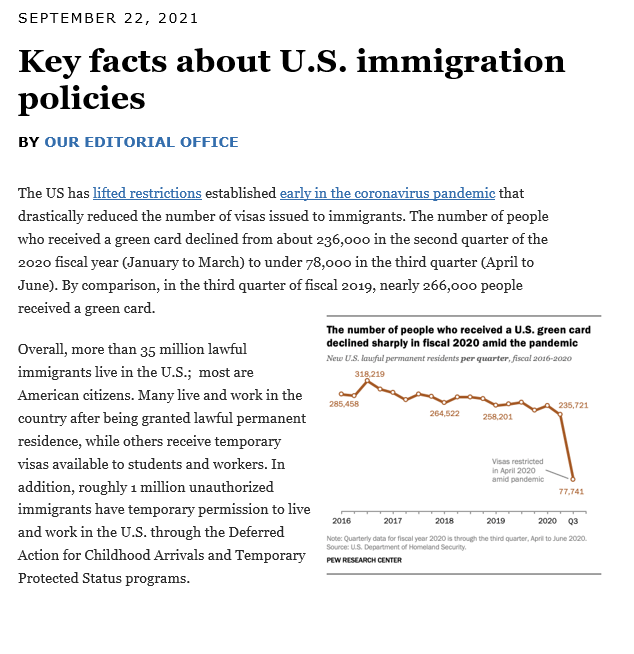 SEPTEMBER 22, 2021
Key facts about U.S. immigration
policies
BY OUR EDITORIAL OFFICE
The US has lifted restrictions established early in the coronavirus pandemic that
drastically reduced the number of visas issued to immigrants. The number of people
who received a green card declined from about 236,000 in the second quarter of the
2020 fiscal year (January to March) to under 78,000 in the third quarter (April to
June). By comparison, in the third quarter of fiscal 2019, nearly 266,000 people
received a green card.
Overall, more than 35 million lawful
immigrants live in the U.S.;  most are
American citizens. Many live and work in the
country after being granted lawful permanent
residence, while others receive temporary
visas available to students and workers. In
addition, roughly 1 million unauthorized
immigrants have temporary permission to live
and work in the U.S. through the Deferred
Action for Childhood Arrivals and Temporary
Protected Status programs.
The number of people who received a U.S. green card
declined sharply in fiscal 2020 amid the pandemic
New U.S. lawful permanent residents per quarter, fiscal 2016-2020
318,219
285,458
264,522
258,201
235,721
Visas restricted
in April 2020
amid pandemic
77,741
2016 2017 2018 2019 2020 Q3
Note: Quarterly data for fiscal year 2020 is through the third quarter, April to June 2020.
Source: U.S. Department of Homeland Security.
PEW RESEARCH CENTER